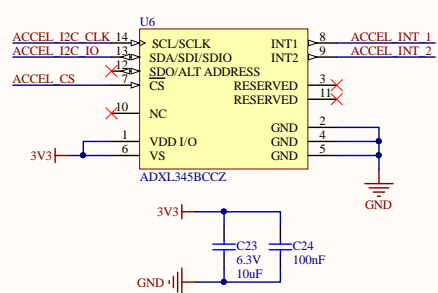 U6
ACCEL_I2C_CLK 14 SCL/SCLK INT1 8 ACCEL_INT_1
ACCEL_I2C_IO 13 SDA/SDI/SDIO INT2 9 ACCEL_INT_2
12 SDO/ALT ADDRESS
ACCEL_CS 7 CS RESERVED 3
RESERVED 11
10 NC
GND 2
3V3 1 VDD I/O GND 4
6 VS GND 5
ADXL345BCCZ
GND
3V3
C23 C24
6.3V 100nF
10uF
GND